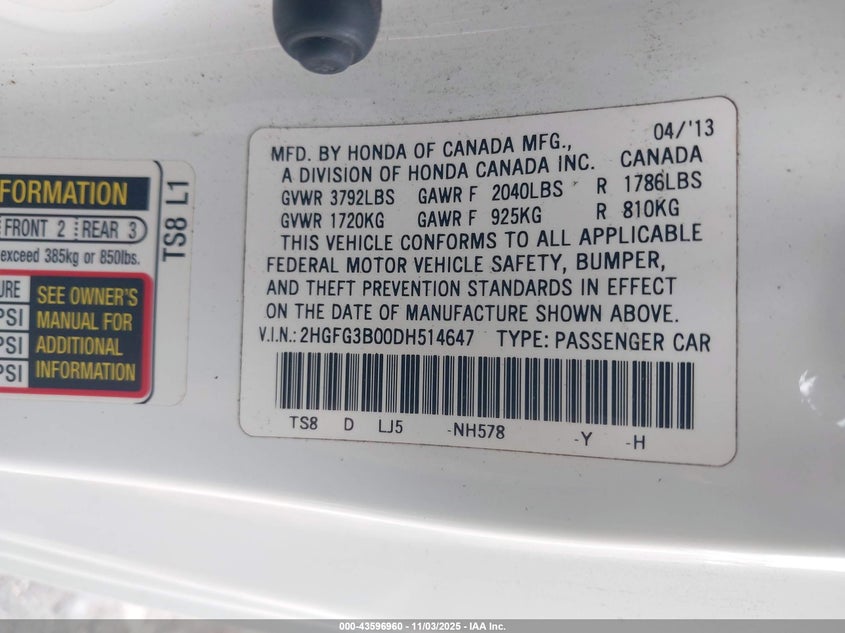 04/'13
MFD. BY HONDA OF CANADA MFG.,
A DIVISION OF HONDA CANADA INC. CANADA
GVWR 3792LBS GAWR F 2040LBS R 1786LBS
GVWR 1720KG GAWR F 925KG R 810KG
THIS VEHICLE CONFORMS TO ALL APPLICABLE
FEDERAL MOTOR VEHICLE SAFETY, BUMPER,
AND THEFT PREVENTION STANDARDS IN EFFECT
ON THE DATE OF MANUFACTURE SHOWN ABOVE.
V.I.N.: 2HGFG3B00DH514647 TYPE: PASSENGER CAR
TS8 D LJ5 -NH578 -Y -H
FRONT 2 REAR 3
exceed 385kg or 850lbs.
SEE OWNER'S
PSI MANUAL FOR
PSI ADDITIONAL
PSI INFORMATION
TS8 L1
000-43596960 - 11/03/2025 - IAA Inc.